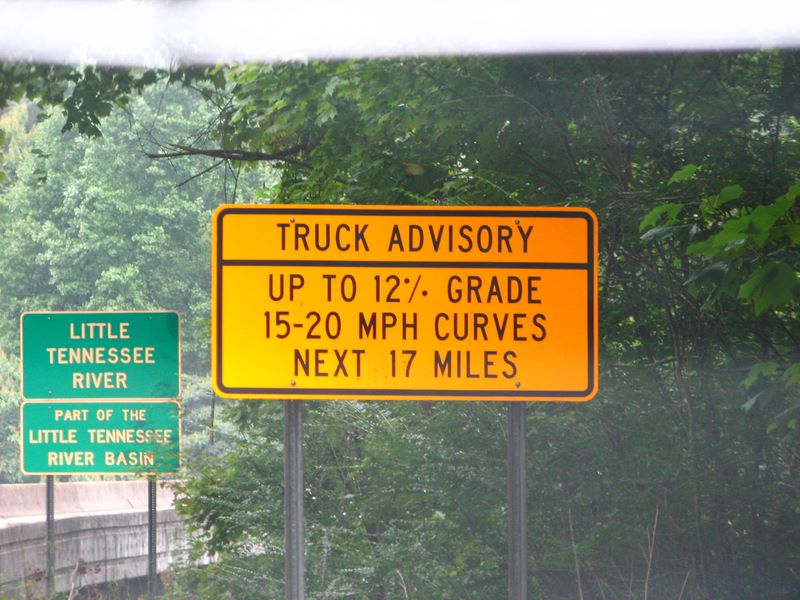 TRUCK ADVISORY
UP TO 12% GRADE
15-20 MPH CURVES
NEXT 17 MILES
LITTLE
TENNESSEE
RIVER
PART OF THE
LITTLE TENNESSEE
RIVER BASIN